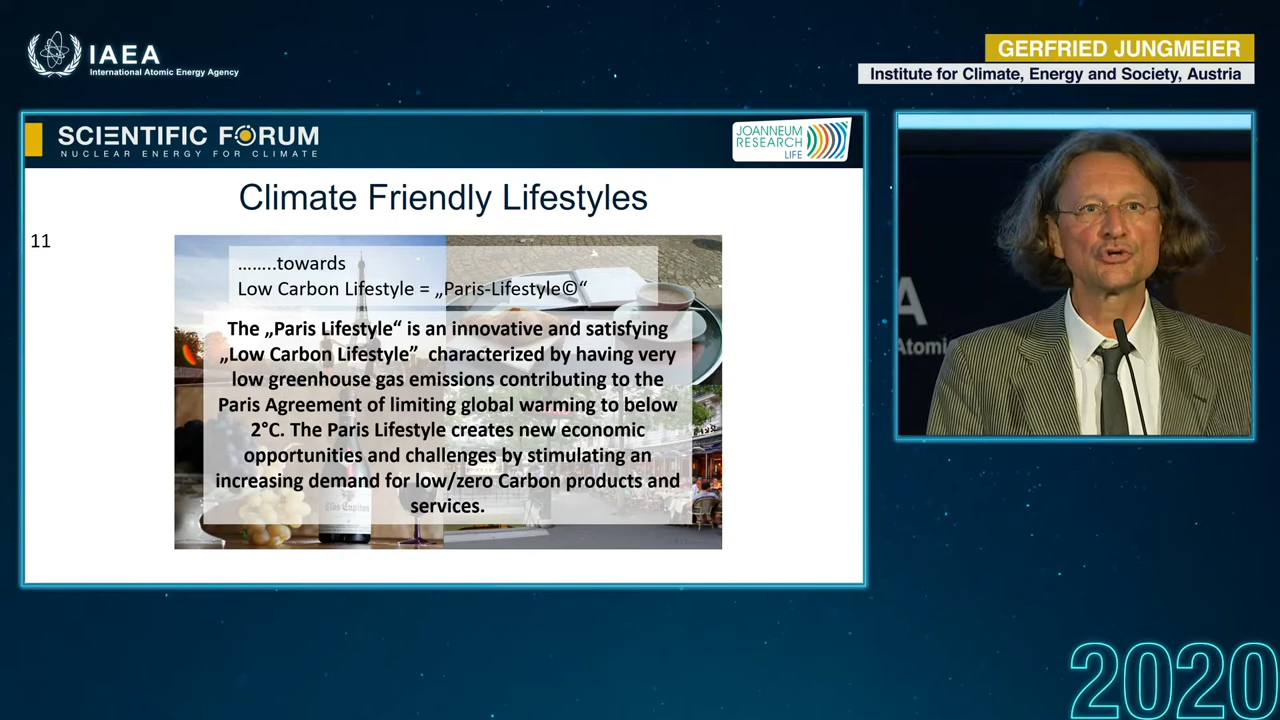 IAEA
International Atomic Energy Agency
GERFRIED JUNGMEIER
Institute for Climate, Energy and Society, Austria
SCIENTIFIC FORUM
NUCLEAR ENERGY FOR CLIMATE
JOANNEUM
RESEARCH
LIFE
Climate Friendly Lifestyles
11
……..towards
Low Carbon Lifestyle = „Paris-Lifestyle©“
The „Paris Lifestyle“ is an innovative and satisfying
„Low Carbon Lifestyle” characterized by having very
low greenhouse gas emissions contributing to the
Paris Agreement of limiting global warming to below
2°C. The Paris Lifestyle creates new economic
opportunities and challenges by stimulating an
increasing demand for low/zero Carbon products and
services.
A
Atomic
2020